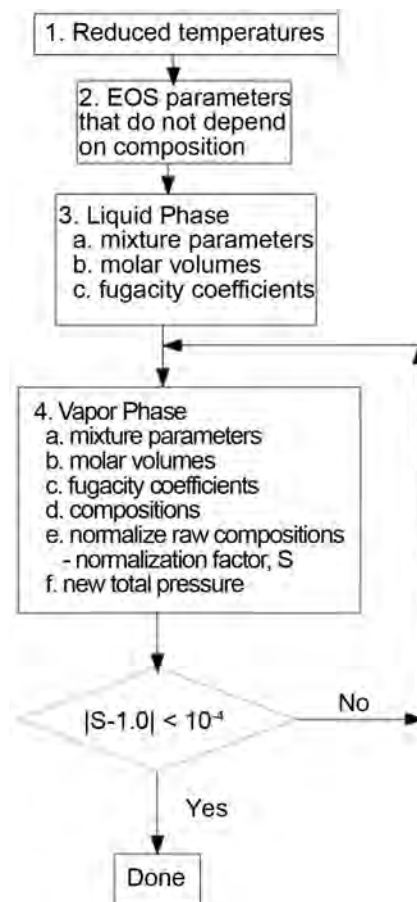 1. Reduced temperatures
2. EOS parameters
that do not depend
on composition
3. Liquid Phase
a. mixture parameters
b. molar volumes
c. fugacity coefficients
4. Vapor Phase
a. mixture parameters
b. molar volumes
c. fugacity coefficients
d. compositions
e. normalize raw compositions
- normalization factor, S
f. new total pressure
|S-1.0| < 10⁻⁴
No
Yes
Done